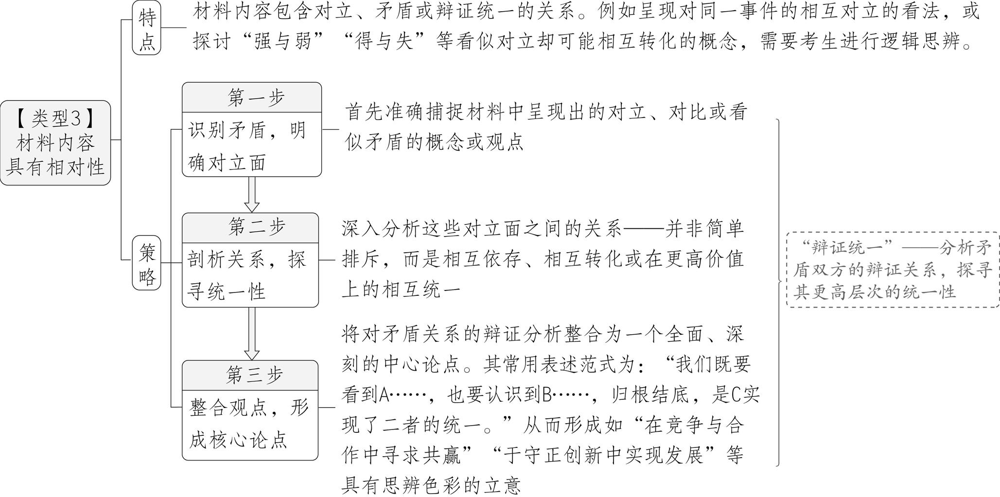 特
点
材料内容包含对立、矛盾或辩证统一的关系。例如呈现对同一事件的相互对立的看法，或
探讨“强与弱”“得与失”等看似对立却可能相互转化的概念，需要考生进行逻辑思辨。
【类型3】
材料内容
具有相对性
策
略
第一步
识别矛盾，明
确对立面
首先准确捕捉材料中呈现出的对立、对比或看
似矛盾的概念或观点
第二步
剖析关系，探
寻统一性
深入分析这些对立面之间的关系——并非简单
排斥，而是相互依存、相互转化或在更高价值
上的相互统一
第三步
整合观点，形
成核心论点
将对矛盾关系的辩证分析整合为一个全面、深
刻的中心论点。其常用表述范式为：“我们既要
看到A……，也要认识到B……，归根结底，是C实
现了二者的统一。”从而形成如“在竞争与合
作中寻求共赢”“于守正创新中实现发展”等
具有思辨色彩的立意
“辩证统一”——分析矛
盾双方的辩证关系，探寻
其更高层次的统一性